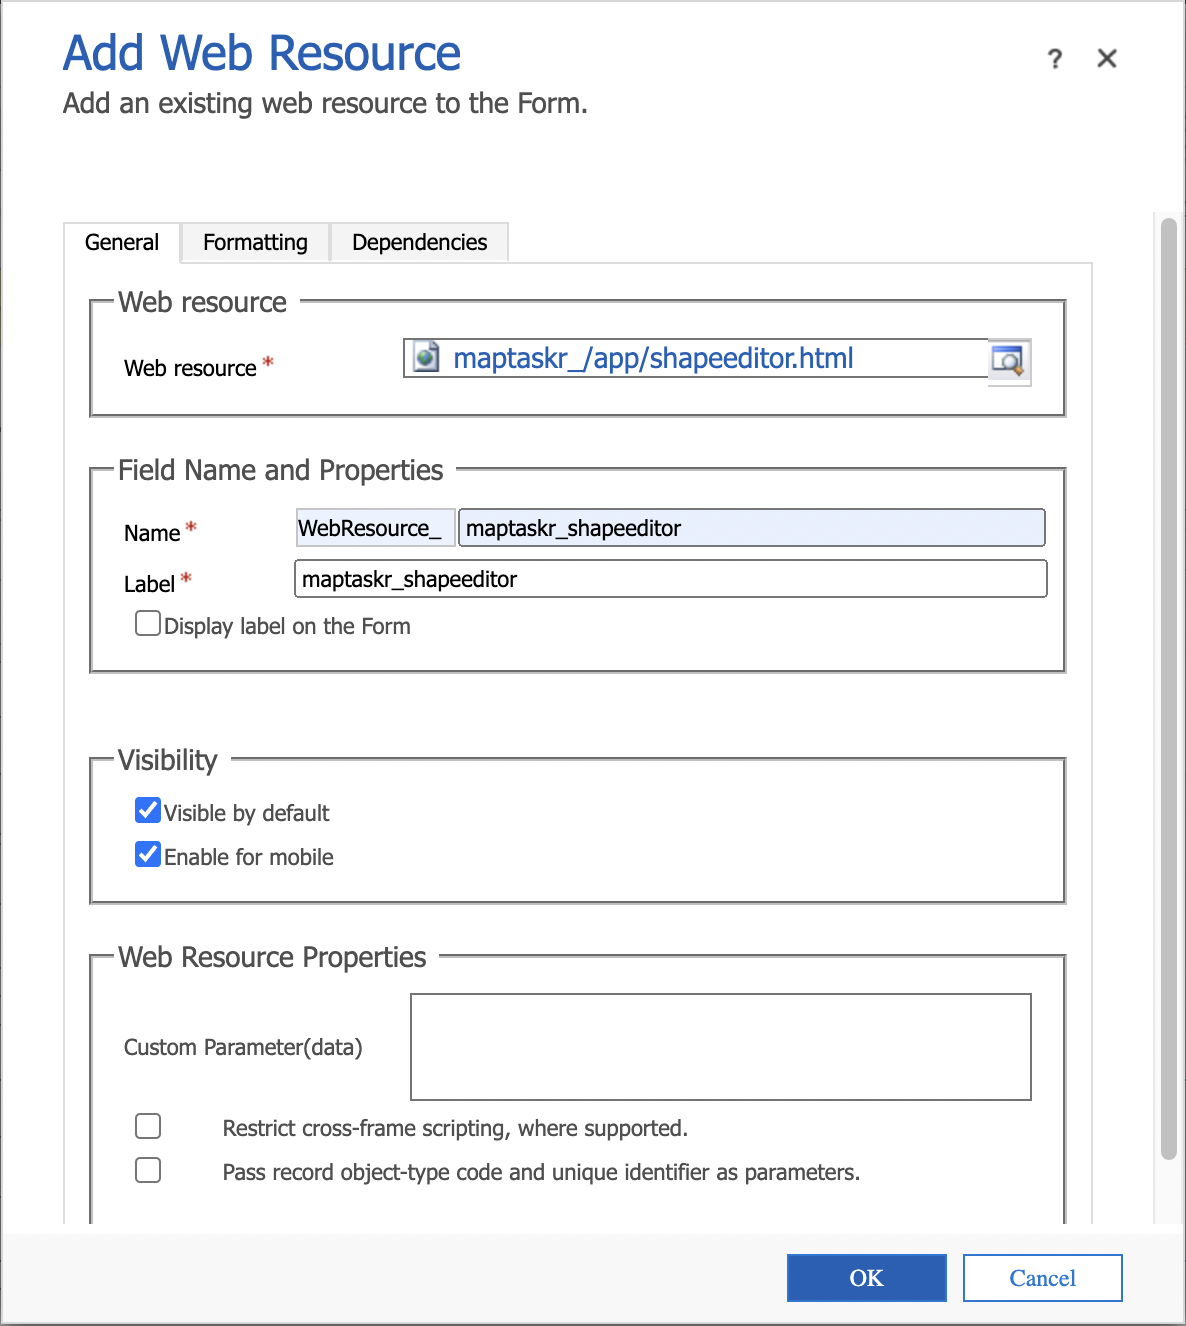 Add Web Resource
? ✕
Add an existing web resource to the Form.
General Formatting Dependencies
Web resource
Web resource * maptaskr_/app/shapeeditor.html
Field Name and Properties
Name * WebResource_ maptaskr_shapeeditor
Label * maptaskr_shapeeditor
Display label on the Form
Visibility
Visible by default
Enable for mobile
Web Resource Properties
Custom Parameter(data)
Restrict cross-frame scripting, where supported.
Pass record object-type code and unique identifier as parameters.
OK Cancel